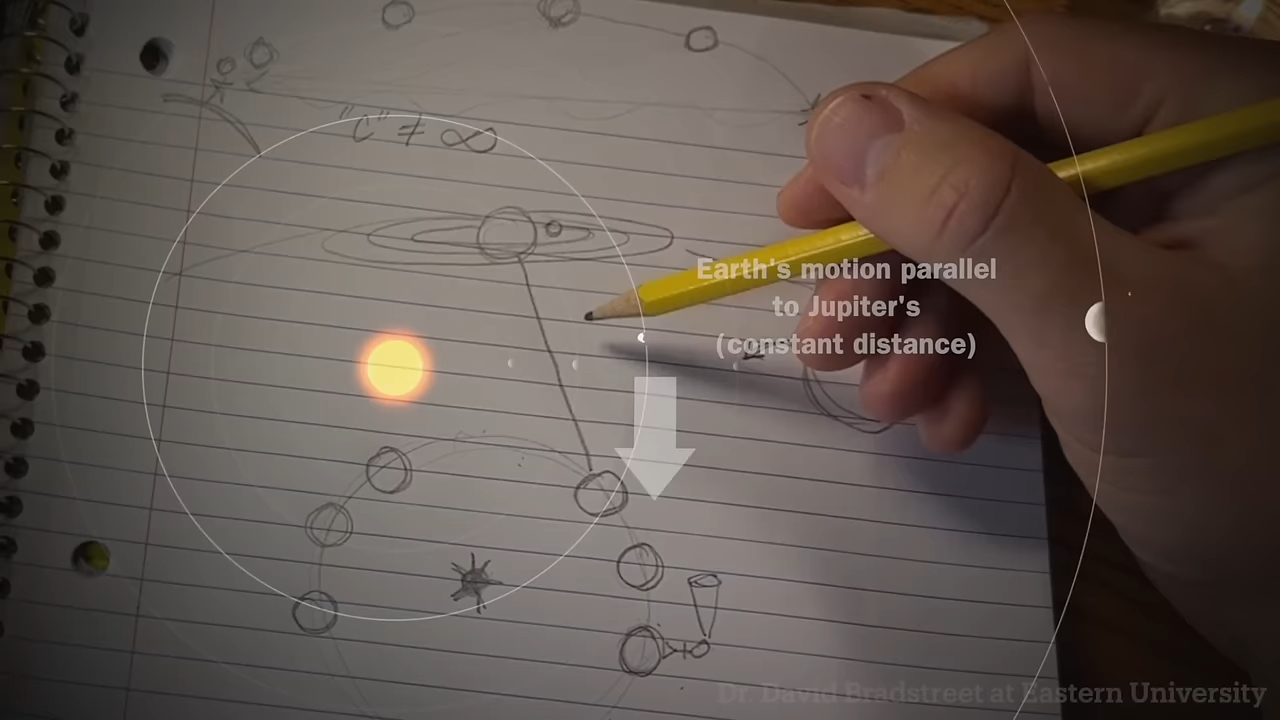 "c" ≠ ∞
Earth's motion parallel
to Jupiter's
(constant distance)
Dr. David Bradstreet at Eastern University